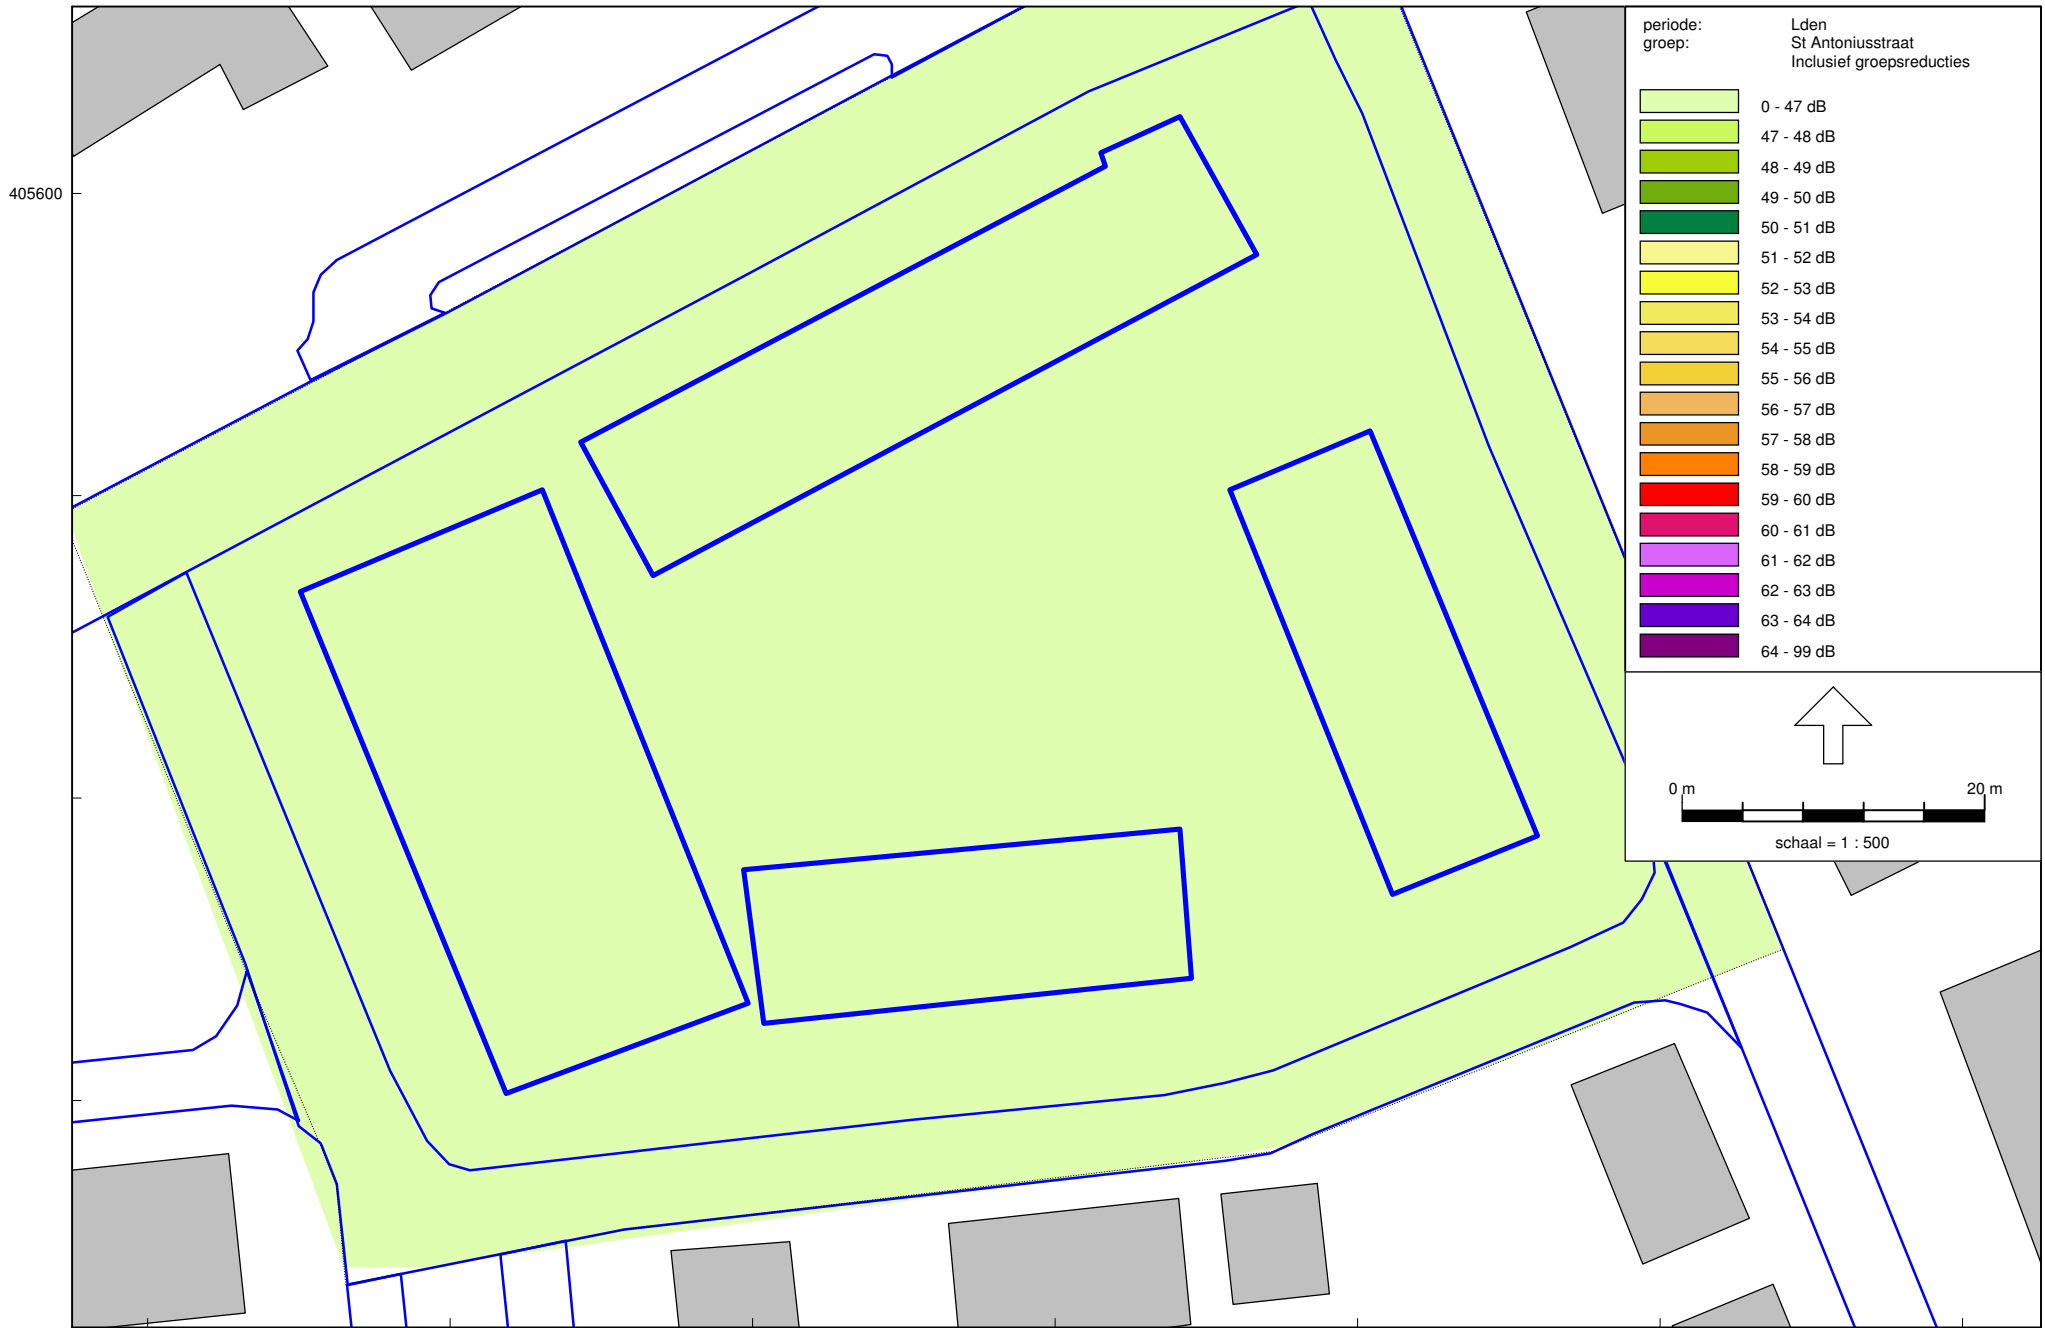 periode: Lden
groep: St Antoniusstraat
Inclusief groepsreducties
0 - 47 dB
47 - 48 dB
48 - 49 dB
405600
49 - 50 dB
50 - 51 dB
51 - 52 dB
52 - 53 dB
53 - 54 dB
54 - 55 dB
55 - 56 dB
56 - 57 dB
57 - 58 dB
58 - 59 dB
59 - 60 dB
60 - 61 dB
61 - 62 dB
62 - 63 dB
63 - 64 dB
64 - 99 dB
0 m 20 m
schaal = 1 : 500